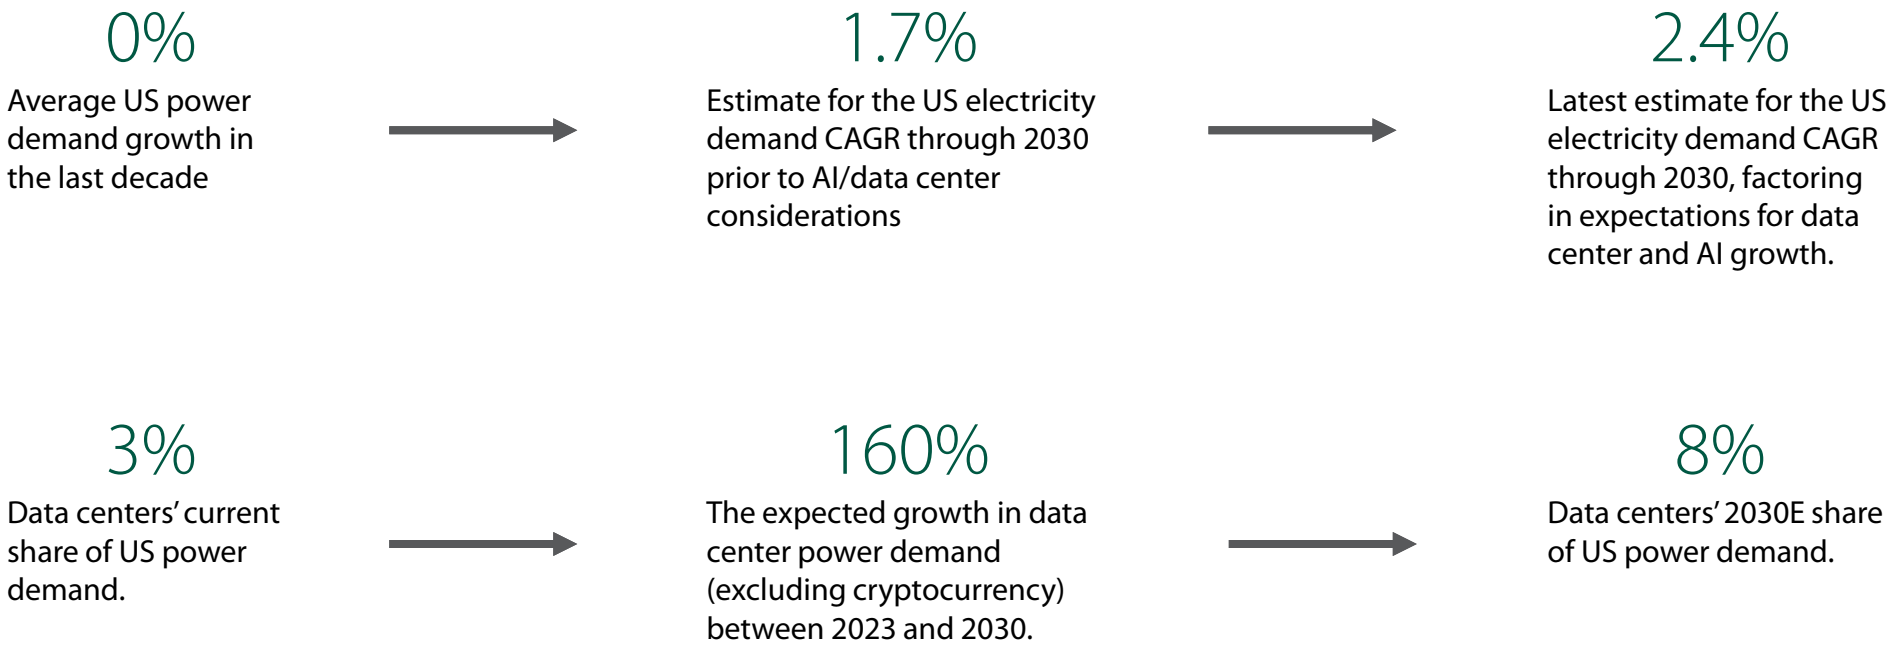 0%
Average US power
demand growth in
the last decade
1.7%
Estimate for the US electricity
demand CAGR through 2030
prior to AI/data center
considerations
2.4%
Latest estimate for the US
electricity demand CAGR
through 2030, factoring
in expectations for data
center and AI growth.
3%
Data centers’ current
share of US power
demand.
160%
The expected growth in data
center power demand
(excluding cryptocurrency)
between 2023 and 2030.
8%
Data centers’ 2030E share
of US power demand.